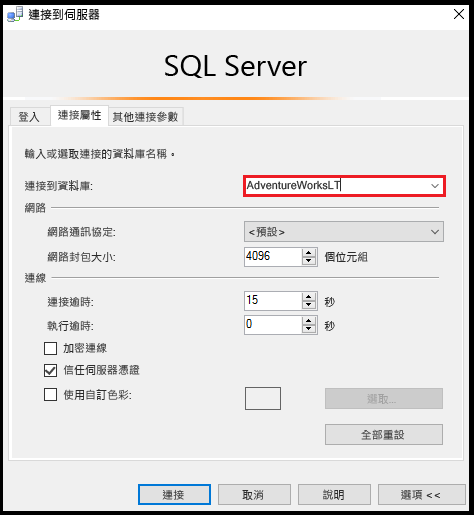 連接到伺服器
SQL Server
登入 連接屬性 其他連接參數
輸入或選取連接的資料庫名稱。
連接到資料庫: AdventureWorksLT
網路
網路通訊協定: <預設>
網路封包大小: 4096 個位元組
連線
連接逾時: 15 秒
執行逾時: 0 秒
加密連線
信任伺服器憑證
使用自訂色彩: 選取...
全部重設
連接 取消 說明 選項 <<